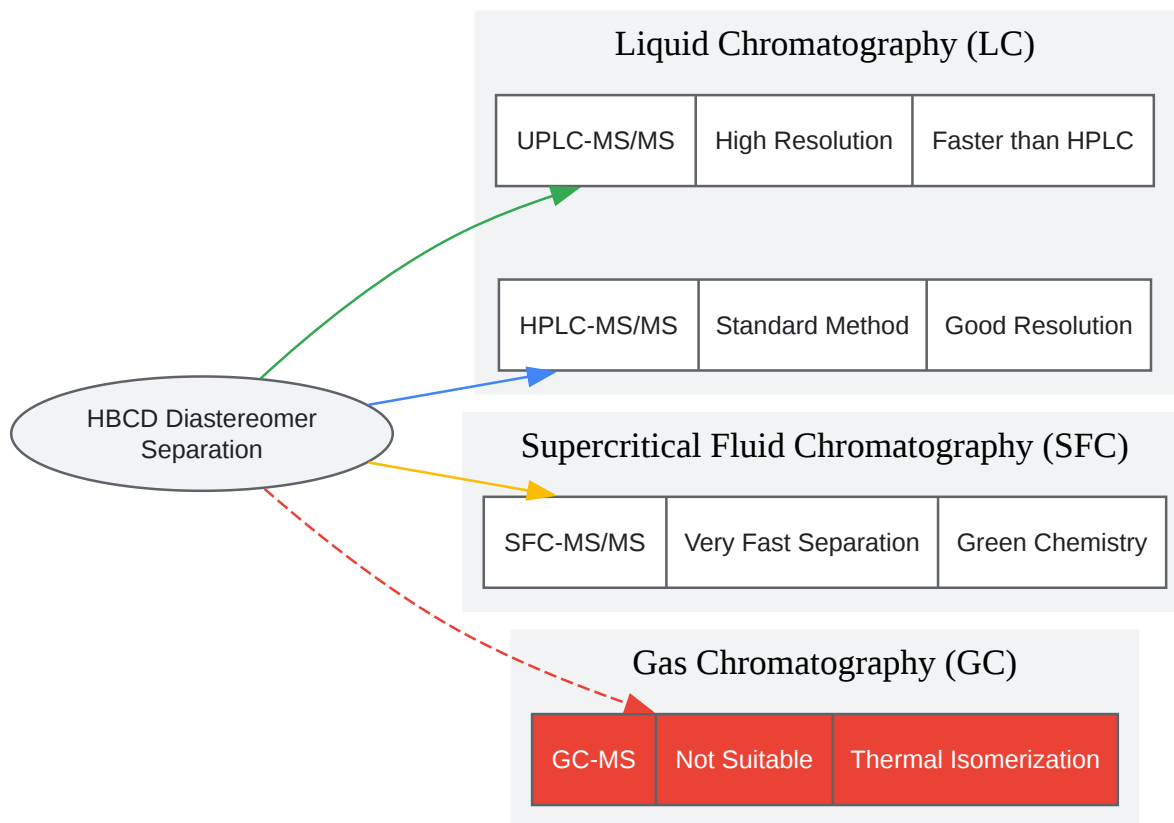 Liquid Chromatography (LC)
UPLC-MS/MS High Resolution Faster than HPLC
HPLC-MS/MS Standard Method Good Resolution
HBCD Diastereomer
Separation
Supercritical Fluid Chromatography (SFC)
SFC-MS/MS Very Fast Separation Green Chemistry
Gas Chromatography (GC)
GC-MS Not Suitable Thermal Isomerization